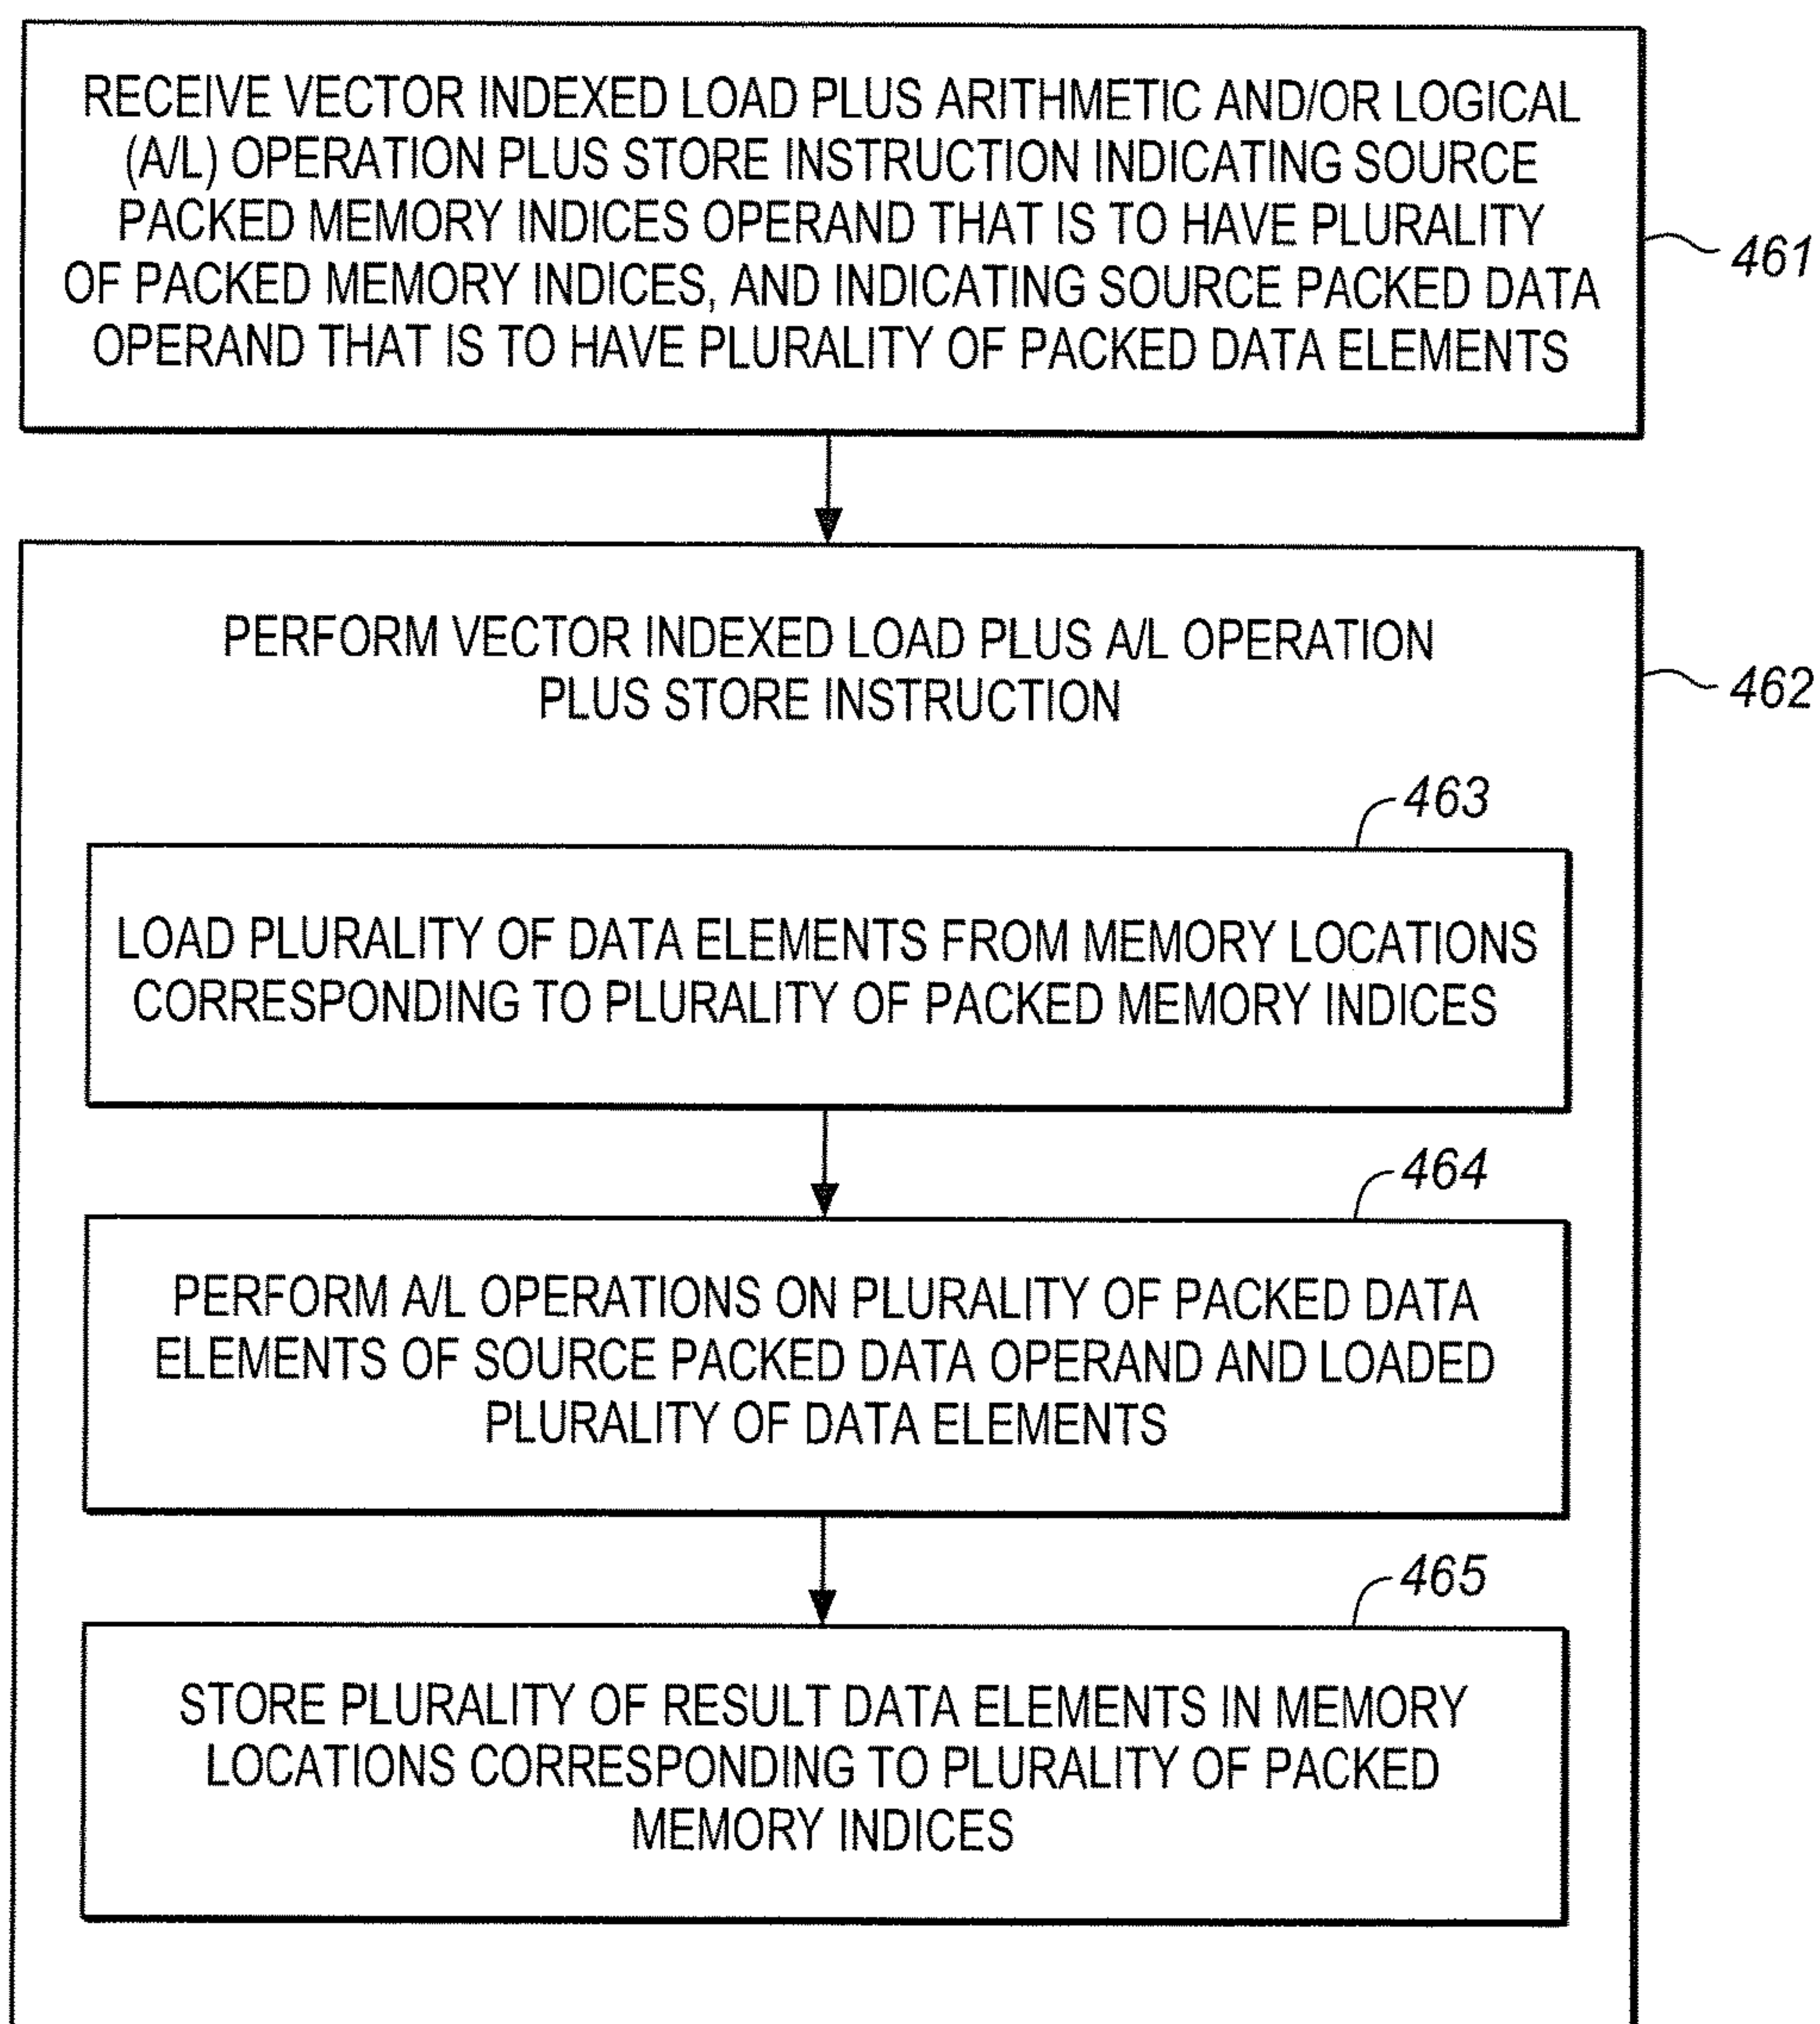 RECEIVE VECTOR INDEXED LOAD PLUS ARITHMETIC AND/OR LOGICAL
(A/L) OPERATION PLUS STORE INSTRUCTION INDICATING SOURCE
PACKED MEMORY INDICES OPERAND THAT IS TO HAVE PLURALITY
OF PACKED MEMORY INDICES, AND INDICATING SOURCE PACKED DATA
OPERAND THAT IS TO HAVE PLURALITY OF PACKED DATA ELEMENTS
461
PERFORM VECTOR INDEXED LOAD PLUS A/L OPERATION
PLUS STORE INSTRUCTION
462
463
LOAD PLURALITY OF DATA ELEMENTS FROM MEMORY LOCATIONS
CORRESPONDING TO PLURALITY OF PACKED MEMORY INDICES
464
PERFORM A/L OPERATIONS ON PLURALITY OF PACKED DATA
ELEMENTS OF SOURCE PACKED DATA OPERAND AND LOADED
PLURALITY OF DATA ELEMENTS
465
STORE PLURALITY OF RESULT DATA ELEMENTS IN MEMORY
LOCATIONS CORRESPONDING TO PLURALITY OF PACKED
MEMORY INDICES